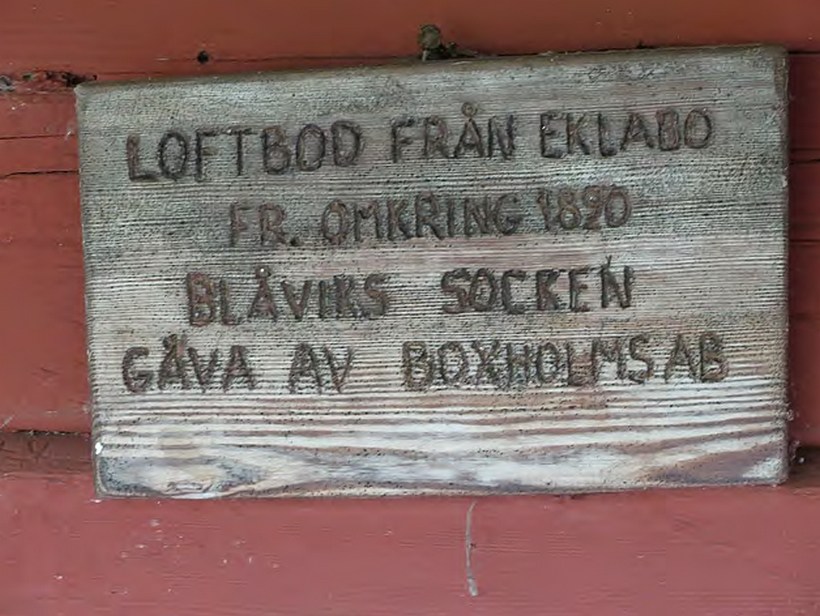 LOFTBOD FRÅN EKLABO
FR. OMKRING 1820
BLÅVIKS SOCKEN
GÅVA AV BOXHOLMS AB